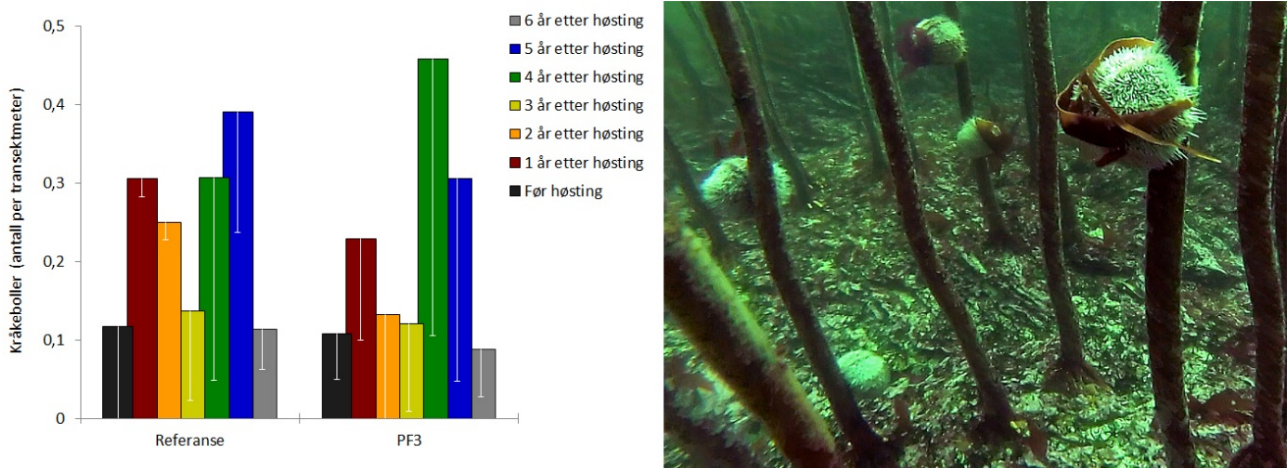 Kråkeboller (antall per transektmeter)
0,5
0,4
0,3
0,2
0,1
0
Referanse
PF3
6 år etter høsting
5 år etter høsting
4 år etter høsting
3 år etter høsting
2 år etter høsting
1 år etter høsting
Før høsting